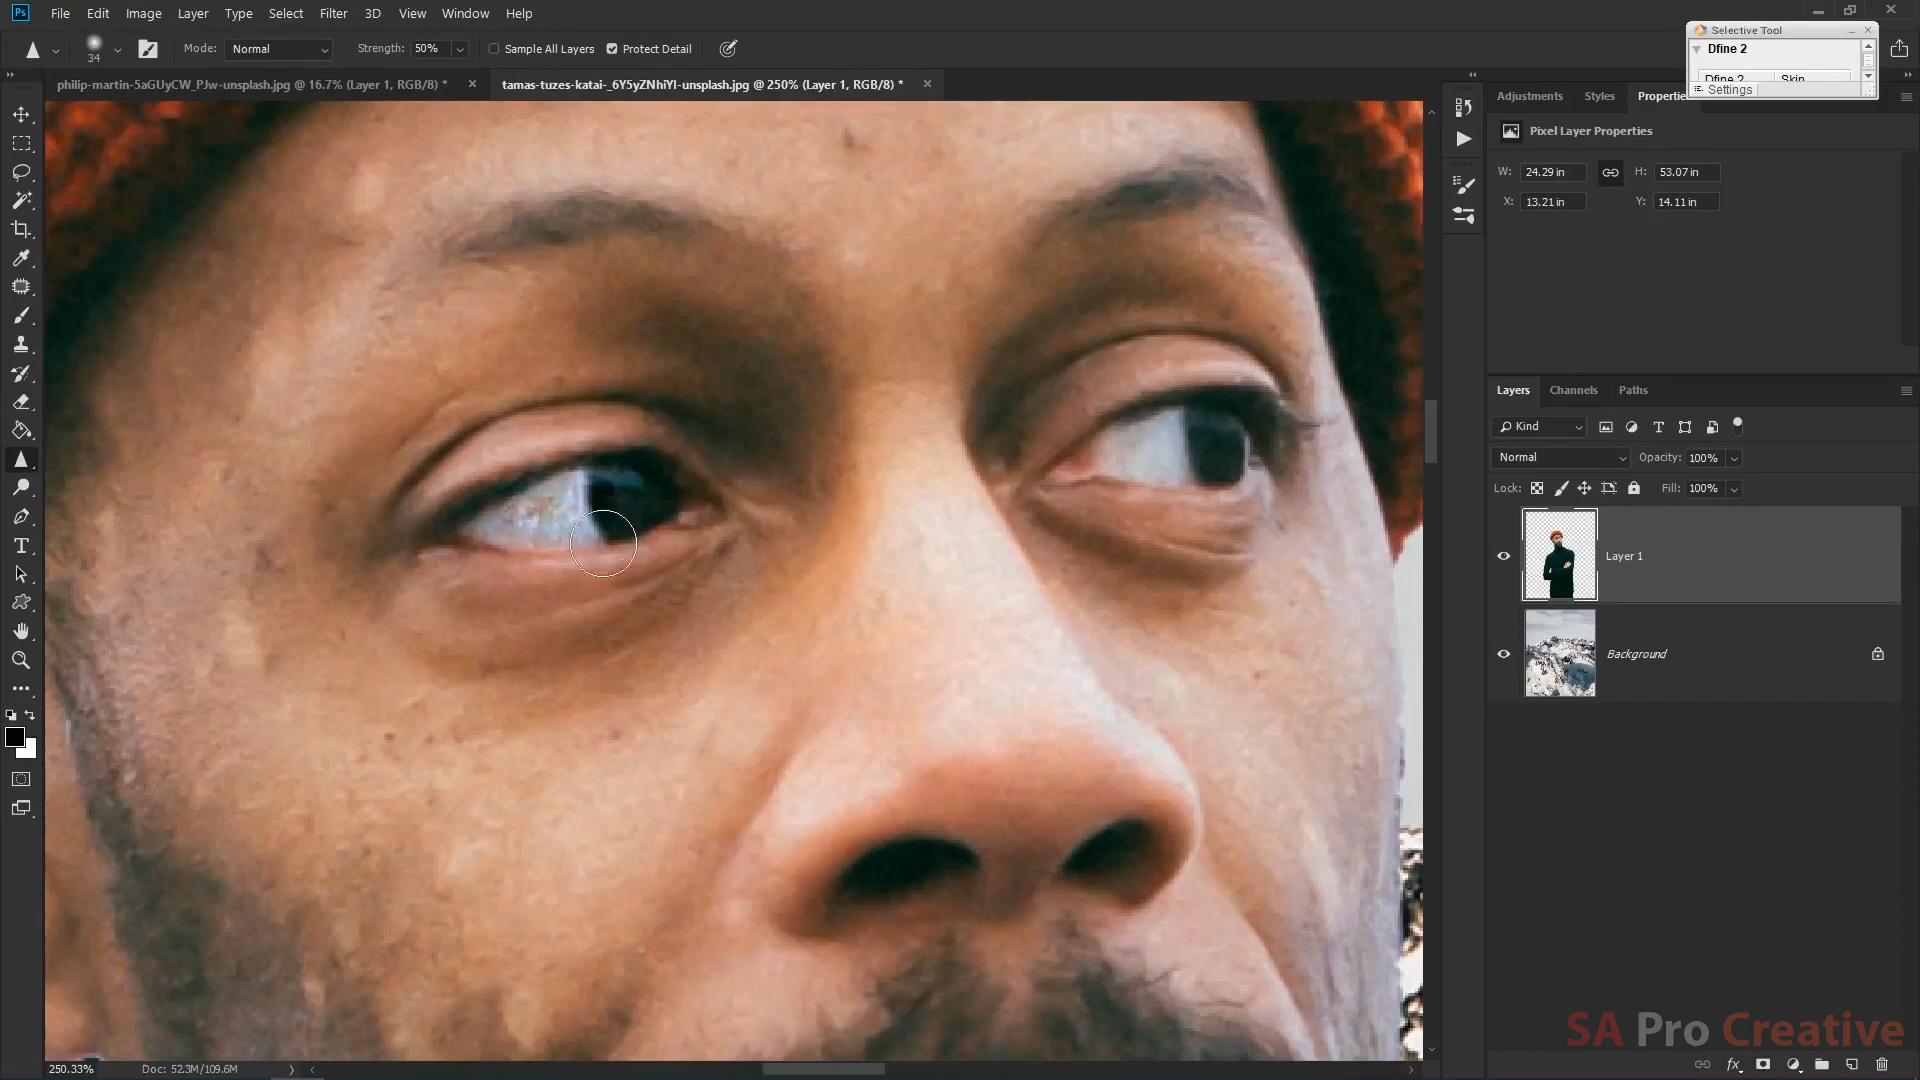 Ps File Edit Image Layer Type Select Filter 3D View Window Help
34 Mode: Normal Strength: 50% Sample All Layers Protect Detail
Selective Tool
Dfine 2
Dfine 2 Skin
Settings
philip-martin-5aGUyCW_PJw-unsplash.jpg @ 16.7% (Layer 1, RGB/8) *
tamas-tuzes-katai-_6Y5yZNhiYI-unsplash.jpg @ 250% (Layer 1, RGB/8) *
Adjustments Styles Properties
Pixel Layer Properties
W: 24.29 in H: 53.07 in
X: 13.21 in Y: 14.11 in
Layers Channels Paths
Kind
Normal Opacity: 100%
Lock: Fill: 100%
Layer 1
Background
SA Pro Creative
fx
250.33% Doc: 52.3M/109.6M